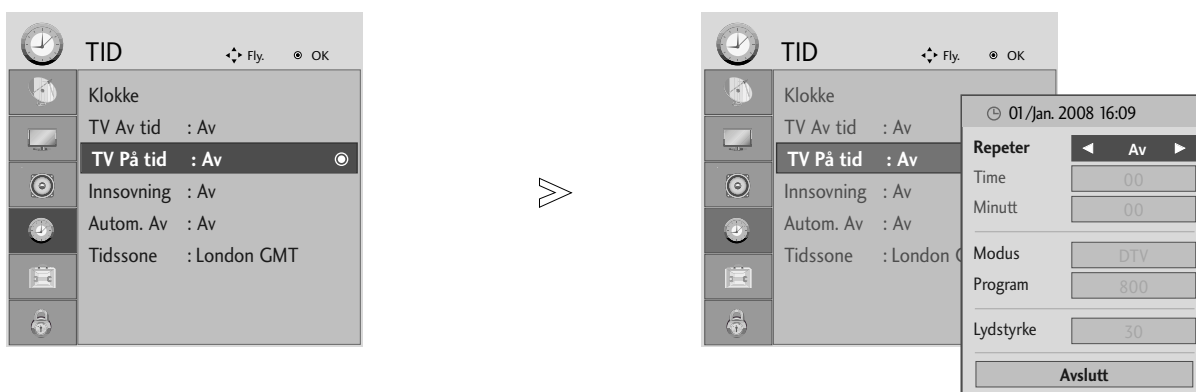 TID Fly. OK
Klokke
TV Av tid : Av
TV På tid : Av
Innsovning : Av
Autom. Av : Av
Tidssone : London GMT
TID Fly. OK
Klokke
TV Av tid : Av
TV På tid : Av
Innsovning : Av
Autom. Av : Av
Tidssone : London G
01/Jan. 2008 16:09
Repeter Av
Time 00
Minutt 00
Modus DTV
Program 800
Lydstyrke 30
Avslutt